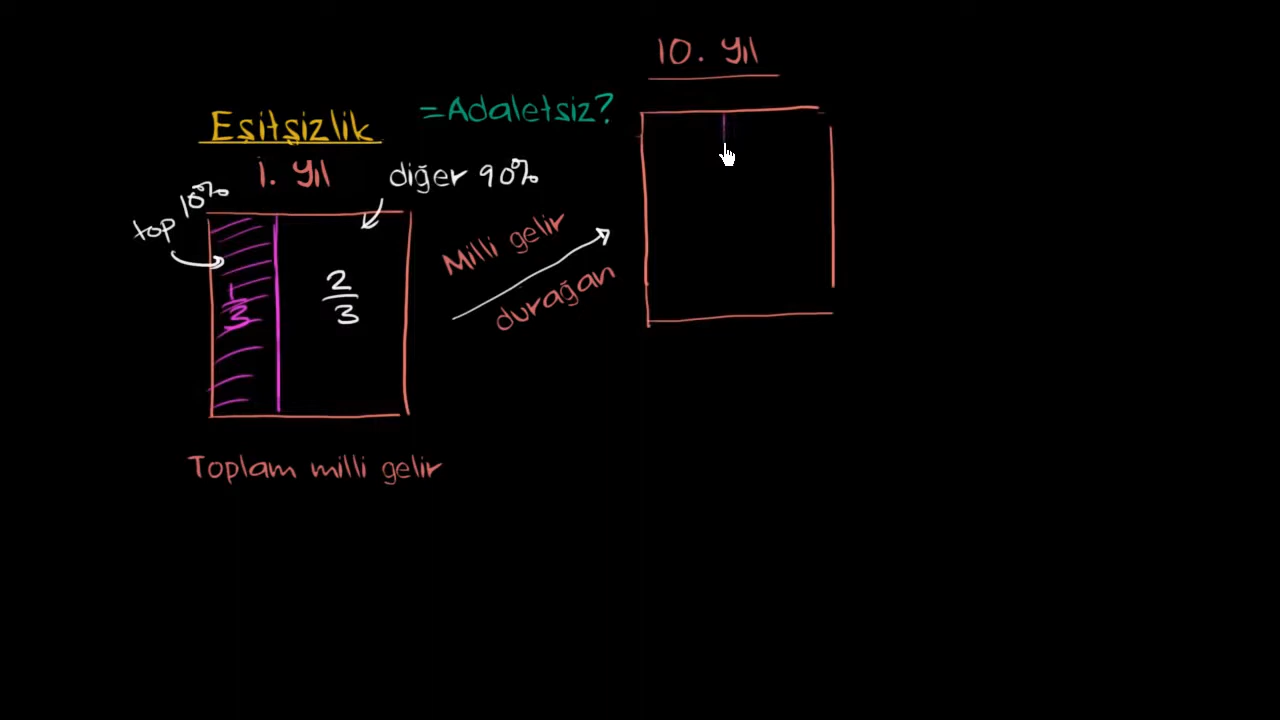 10. Yıl
=Adaletsiz?
Eşitsizlik
1. Yıl
diğer 90%
top 10%
Milli gelir
durağan
1/3
2/3
Toplam milli gelir